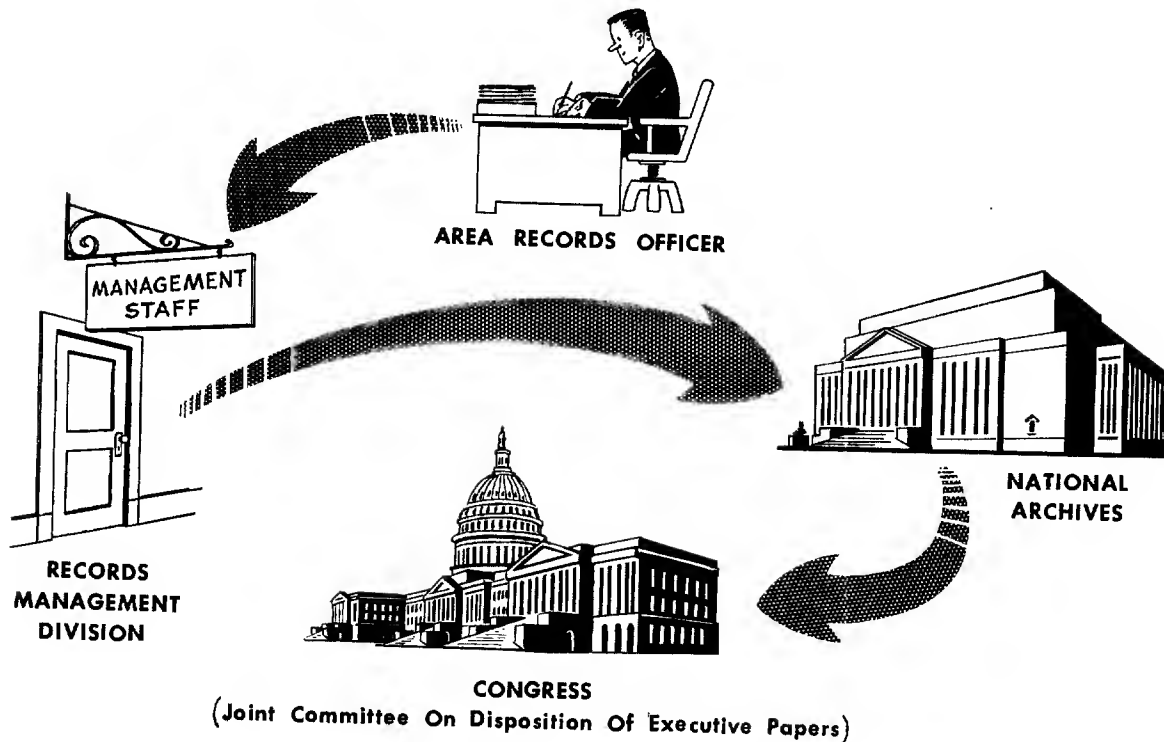 AREA RECORDS OFFICER
MANAGEMENT
STAFF
NATIONAL
ARCHIVES
RECORDS
MANAGEMENT
DIVISION
CONGRESS
(Joint Committee On Disposition Of Executive Papers)